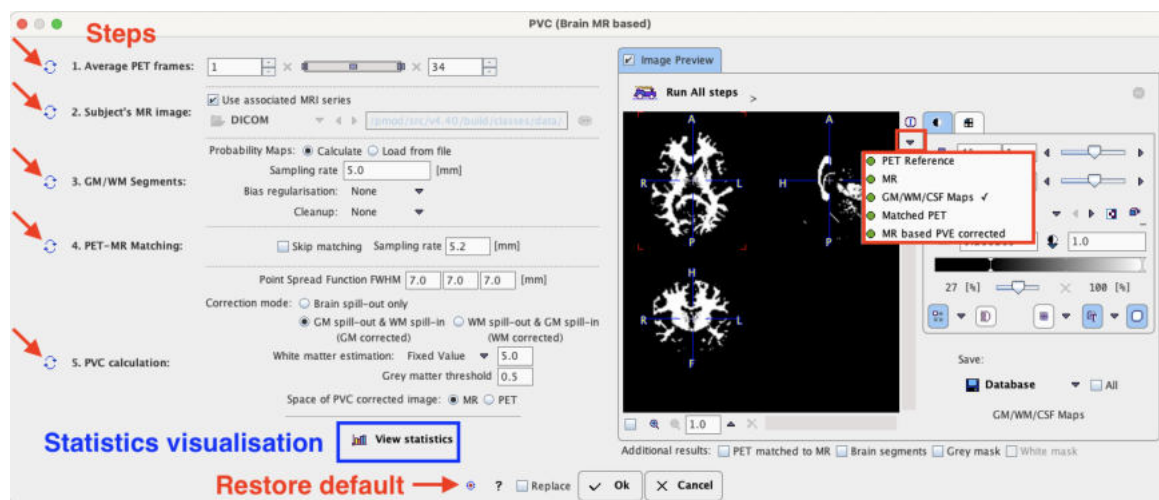 PVC (Brain MR based)
Steps
1. Average PET frames: 1 34
2. Subject's MR image: Use associated MRI series
DICOM /pmod/src/v4.40/build/classes/data/
3. GM/WM Segments: Probability Maps: Calculate Load from file
Sampling rate 5.0 [mm]
Bias regularisation: None
Cleanup: None
4. PET-MR Matching: Skip matching Sampling rate 5.2 [mm]
Point Spread Function FWHM 7.0 7.0 7.0 [mm]
Correction mode: Brain spill-out only
GM spill-out & WM spill-in WM spill-out & GM spill-in
(GM corrected) (WM corrected)
5. PVC calculation: White matter estimation: Fixed Value 5.0
Grey matter threshold 0.5
Space of PVC corrected image: MR PET
Statistics visualisation View statistics
Restore default ? Replace Ok Cancel
Image Preview
Run All steps >
A A
R L H
P P
H
R L
F
PET Reference
MR
GM/WM/CSF Maps ✓
Matched PET
MR based PVE corrected
1.0
27 [%] 100 [%]
Save:
Database All
GM/WM/CSF Maps
1.0
Additional results: PET matched to MR Brain segments Grey mask White mask